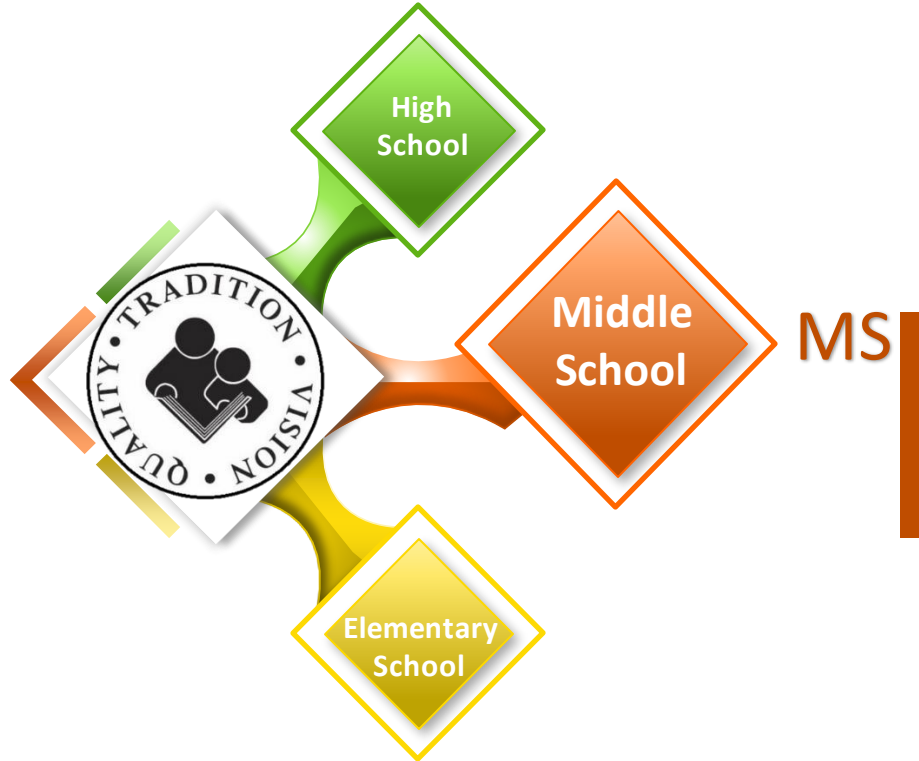 High
School
TRADITION • VISION • QUALITY •
Middle
School
MS
Elementary
School